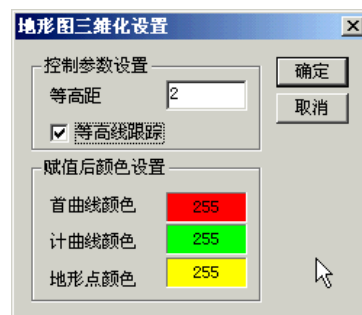 地形图三维化设置
控制参数设置
等高距 2
等高线跟踪
确定
取消
赋值后颜色设置
首曲线颜色 255
计曲线颜色 255
地形点颜色 255